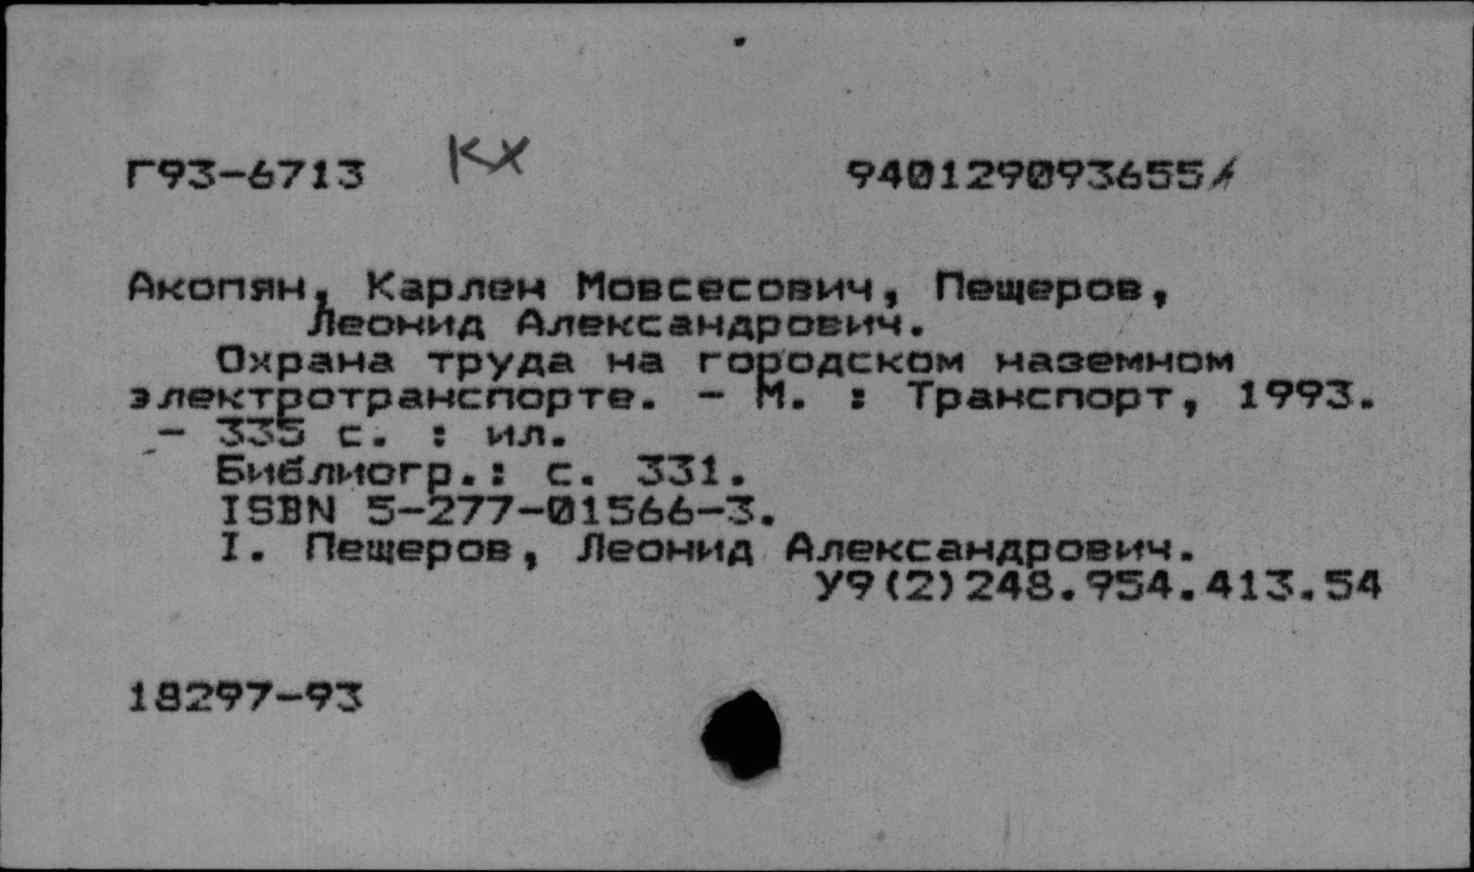 Г93-6713 КХ 940129093655/
Акопян, Карлен Мовсесович, Пещеров,
Леонид Александрович.
Охрана труда на городском наземном
электротранспорте. - М. : Транспорт, 1993.
- 335 с. : ил.
Библиогр.: с. 331.
ISBN 5-277-01566-3.
I. Пещеров, Леонид Александрович.
У9(2)248.954.413.54
18297-93